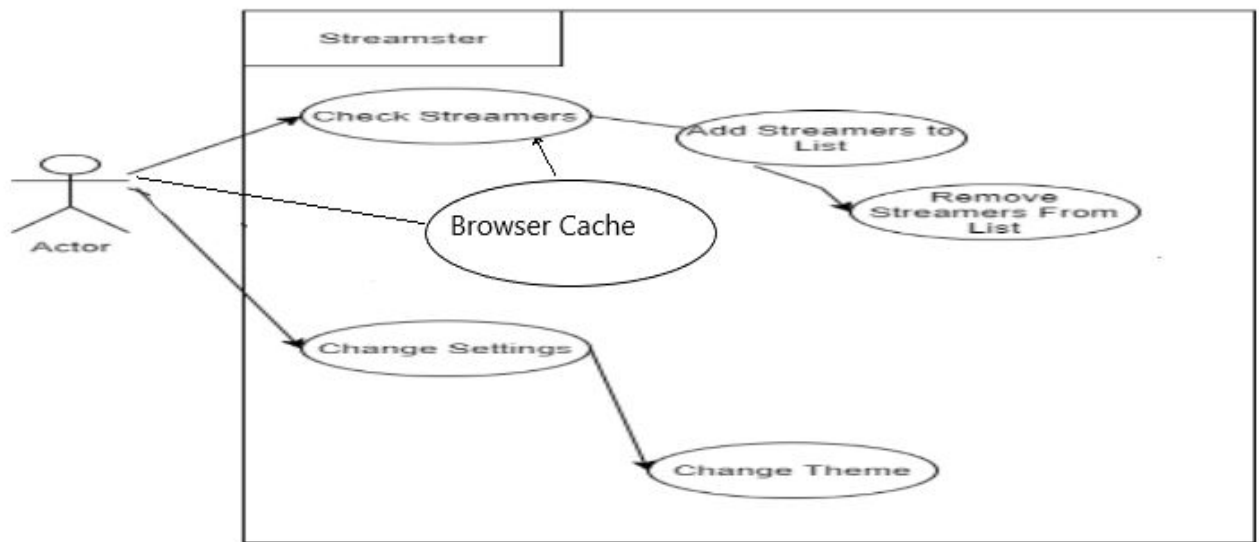 Streamster
Check Streamers
Add Streamers to
List
Remove
Streamers From
List
Browser Cache
Actor
Change Settings
Change Theme